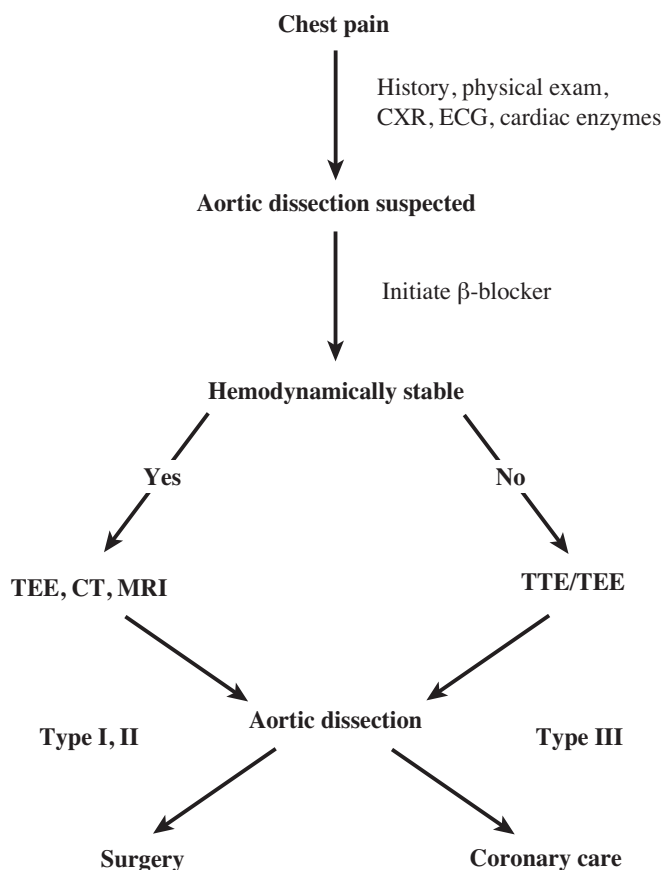 Chest pain
History, physical exam,
CXR, ECG, cardiac enzymes
Aortic dissection suspected
Initiate β-blocker
Hemodynamically stable
Yes
No
TEE, CT, MRI
TTE/TEE
Aortic dissection
Type I, II
Type III
Surgery
Coronary care